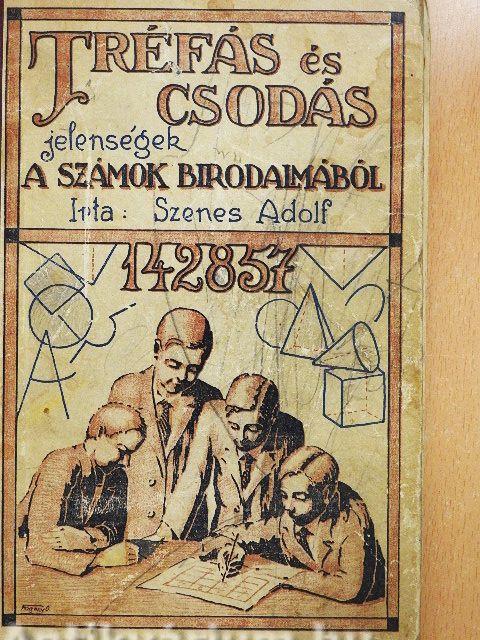 TRÉFÁS és
CSODÁS
jelenségek
A SZÁMOK BIRODALMÁBÓL
Irta: Szenes Adolf
142857